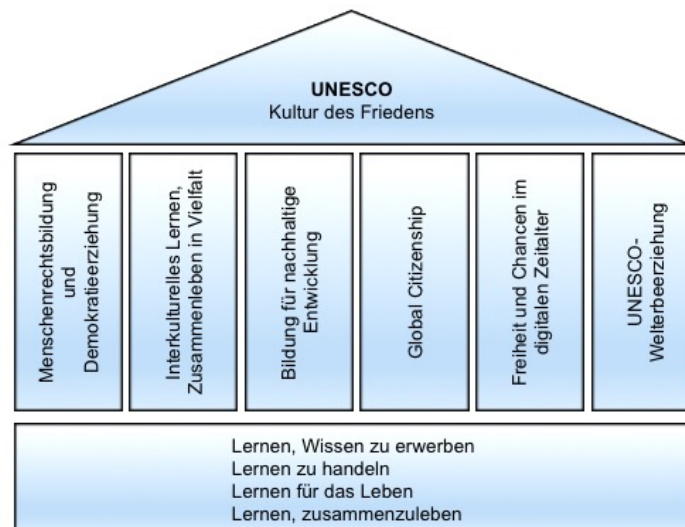 UNESCO
Kultur des Friedens
Menschenrechtsbildung
und
Demokratieerziehung
Interkulturelles Lernen,
Zusammenleben in Vielfalt
Bildung für nachhaltige
Entwicklung
Global Citizenship
Freiheit und Chancen im
digitalen Zeitalter
UNESCO-
Welterbeerziehung
Lernen, Wissen zu erwerben
Lernen zu handeln
Lernen für das Leben
Lernen, zusammenzuleben